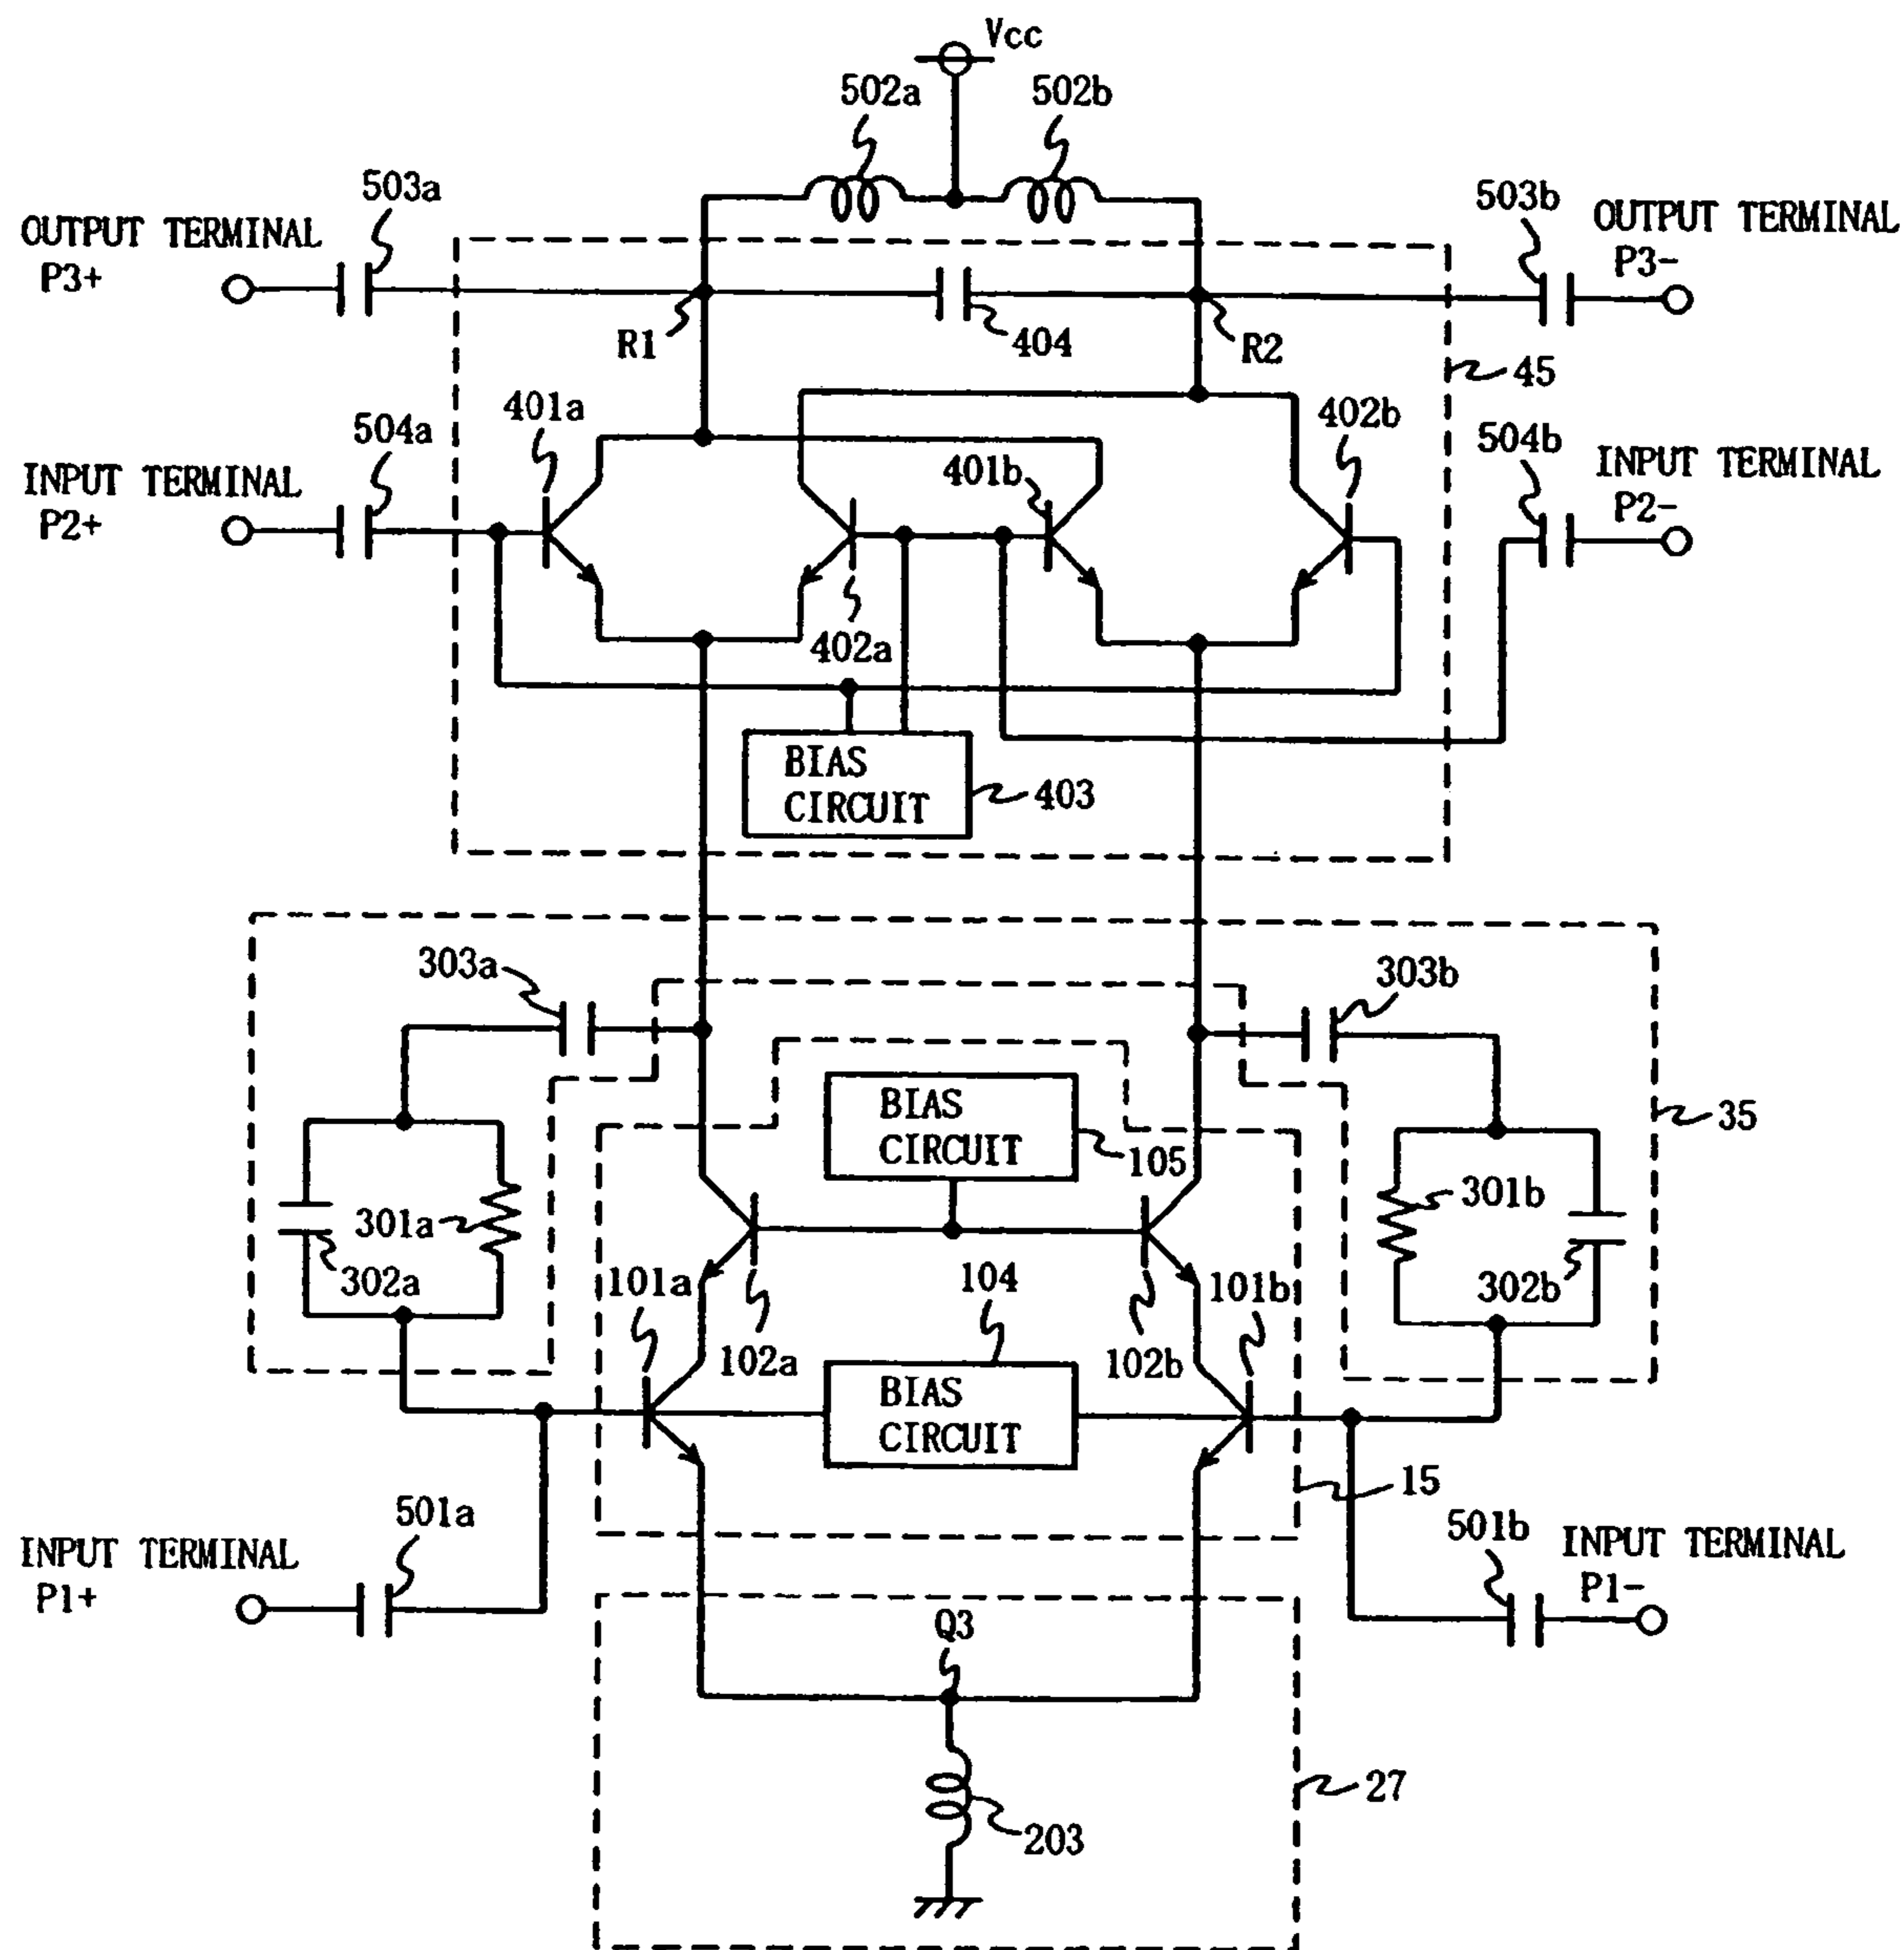 Vcc
502a
502b
503a
503b
OUTPUT TERMINAL
P3+
OUTPUT TERMINAL
P3-
R1
404
R2
45
401a
402b
504a
401b
504b
INPUT TERMINAL
P2+
INPUT TERMINAL
P2-
402a
BIAS
CIRCUIT
403
303a
303b
BIAS
CIRCUIT
105
35
301a
301b
302a
302b
101a
104
101b
102a
102b
BIAS
CIRCUIT
15
501a
501b
INPUT TERMINAL
P1+
INPUT TERMINAL
P1-
Q3
27
203